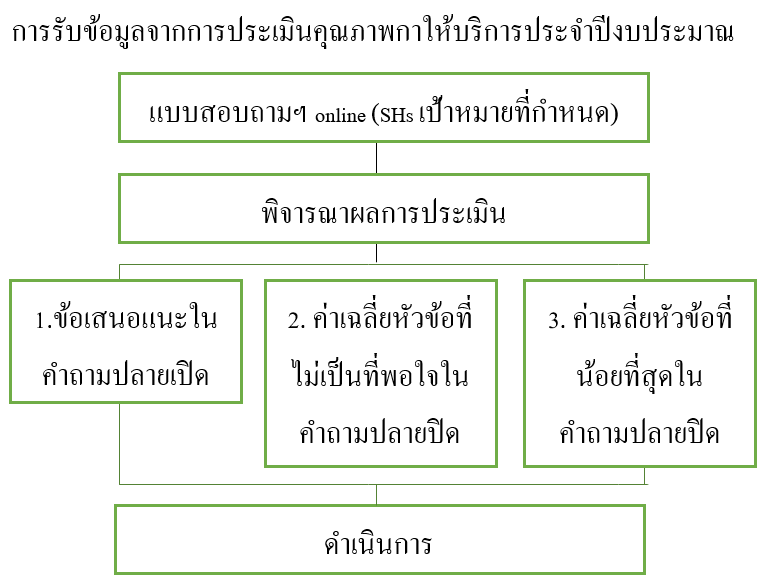 การรับข้อมูลจากการประเมินคุณภาพกาให้บริการประจำปีงบประมาณ
แบบสอบถามฯ online (SHs เป้าหมายที่กำหนด)
พิจารณาผลการประเมิน
1.ข้อเสนอแนะใน
คำถามปลายเปิด
2. ค่าเฉลี่ยหัวข้อที่
ไม่เป็นที่พอใจใน
คำถามปลายปิด
3. ค่าเฉลี่ยหัวข้อที่
น้อยที่สุดใน
คำถามปลายปิด
ดำเนินการ